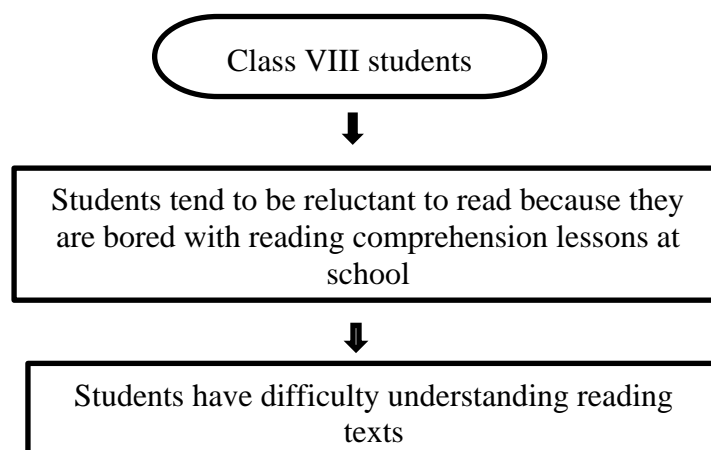 Class VIII students
Students tend to be reluctant to read because they
are bored with reading comprehension lessons at
school
Students have difficulty understanding reading
texts